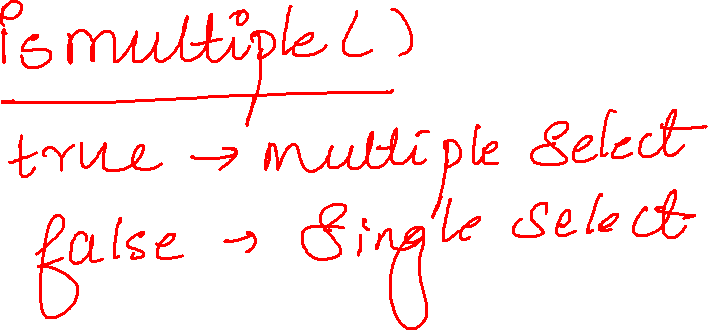 ismultiple()
true → multiple select
false → single select